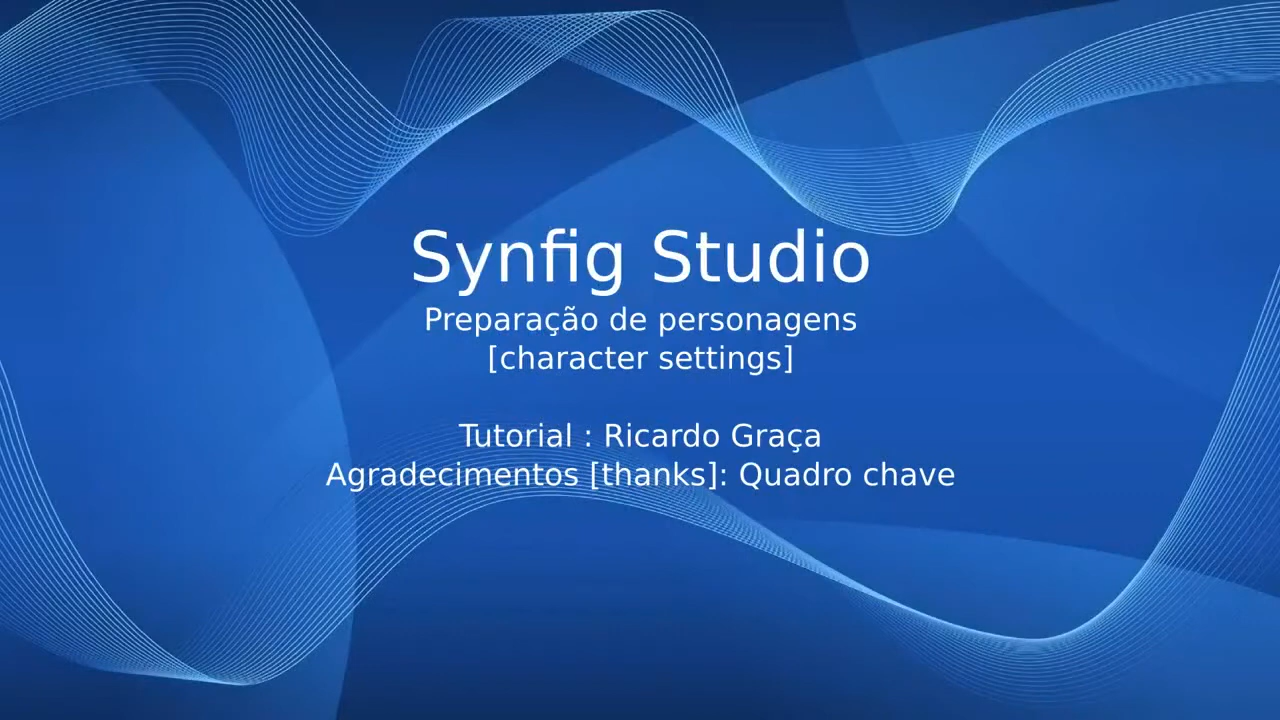 Synfig Studio
Preparação de personagens
[character settings]
Tutorial : Ricardo Graça
Agradecimentos [thanks]: Quadro chave